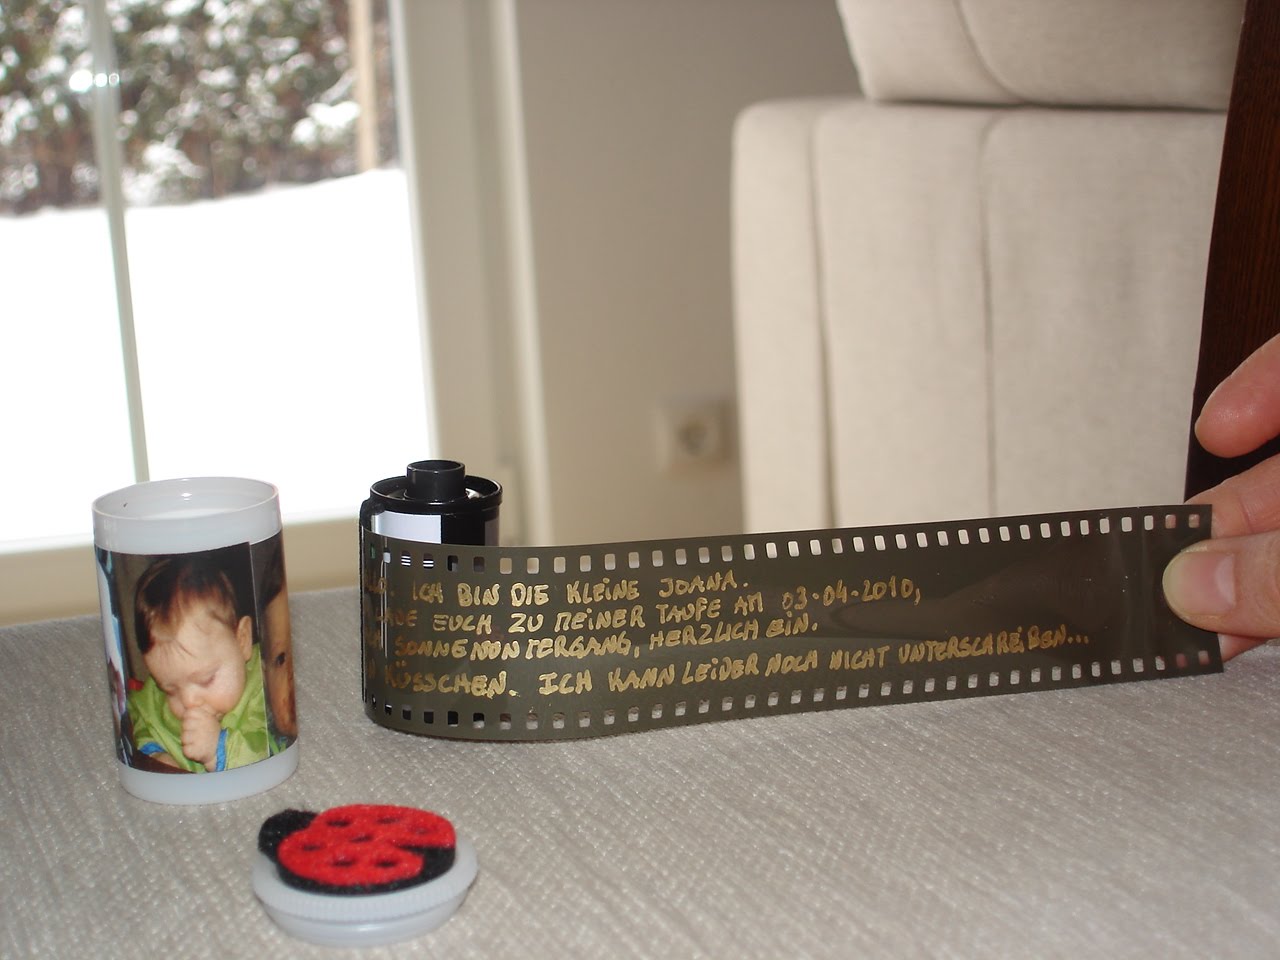 ICH BIN DIE KLEINE JOANA.
EUCH ZU MEINER TAUFE AM 03-04-2010,
SONNENUNTERGANG, HERZLICH EIN.
KÜSSCHEN. ICH KANN LEIDER NOCH NICHT UNTERSCHREIBEN...